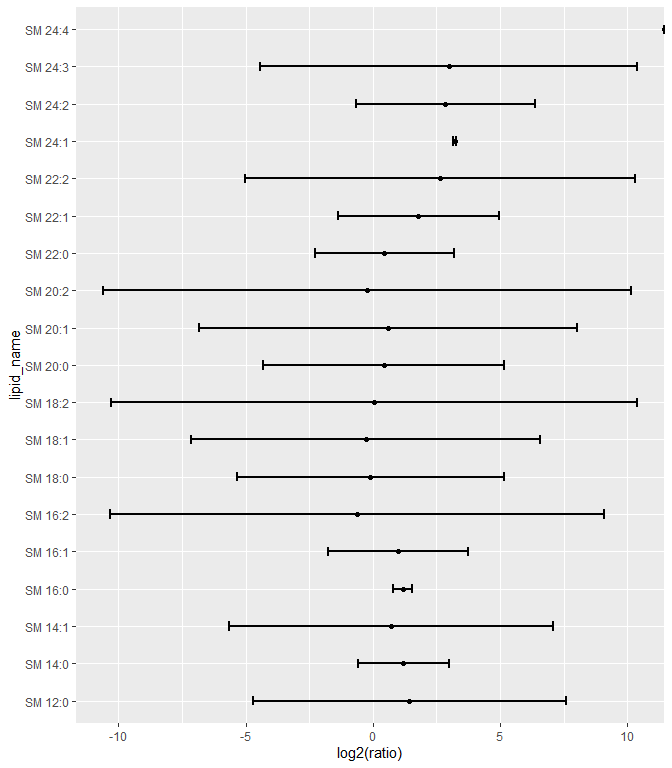 SM 24:4
SM 24:3
SM 24:2
SM 24:1
SM 22:2
SM 22:1
SM 22:0
SM 20:2
SM 20:1
SM 20:0
SM 18:2
SM 18:1
SM 18:0
SM 16:2
SM 16:1
SM 16:0
SM 14:1
SM 14:0
SM 12:0
lipid_name
-10 -5 0 5 10
log2(ratio)